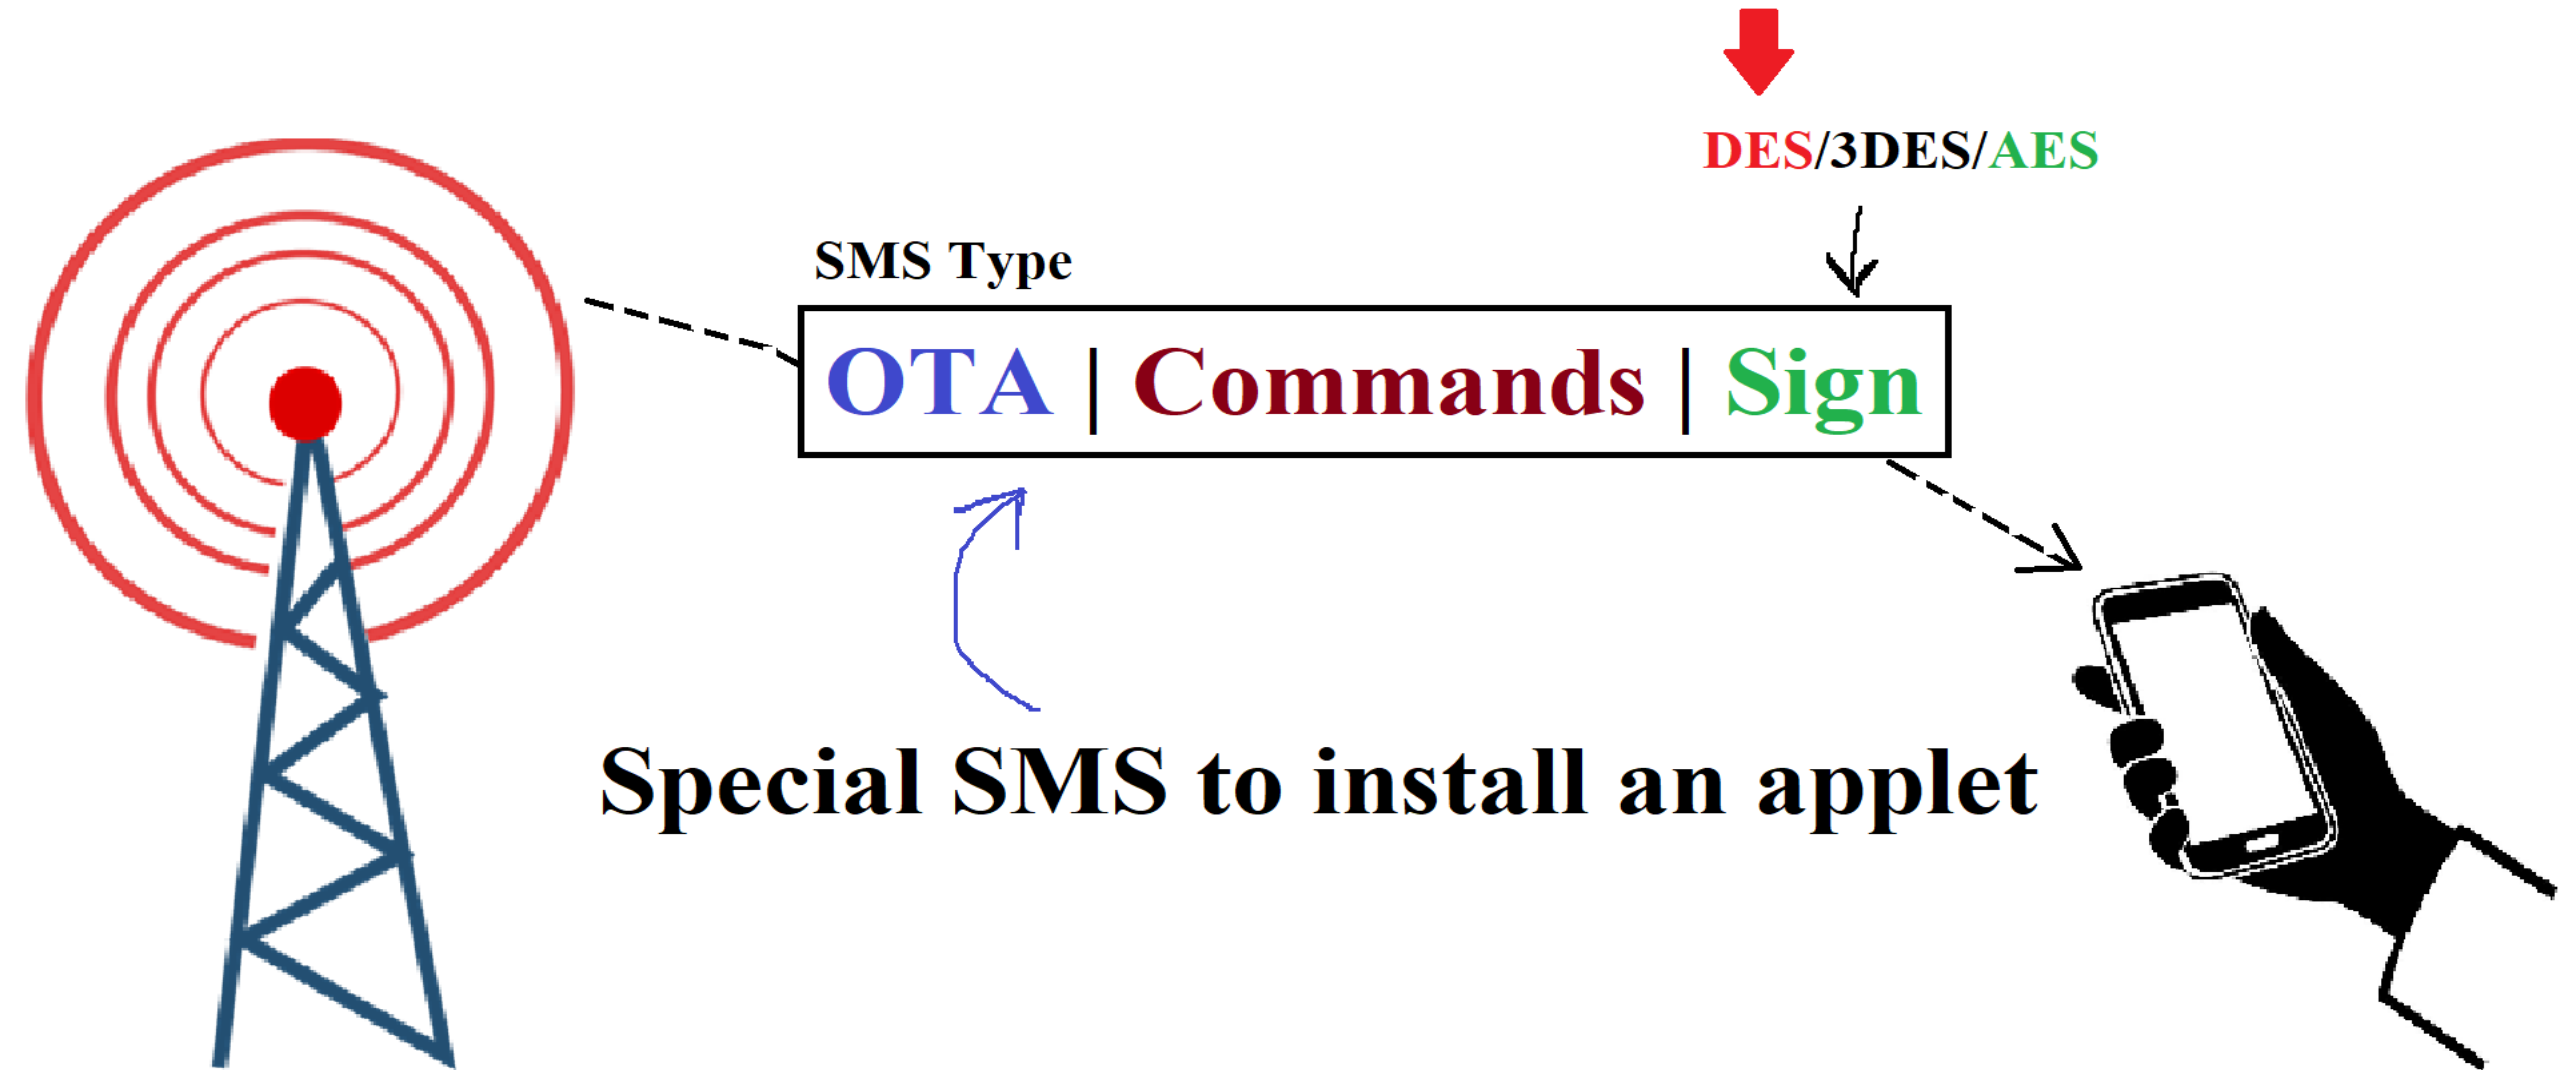 DES/3DES/AES
SMS Type
OTA | Commands | Sign
Special SMS to install an applet